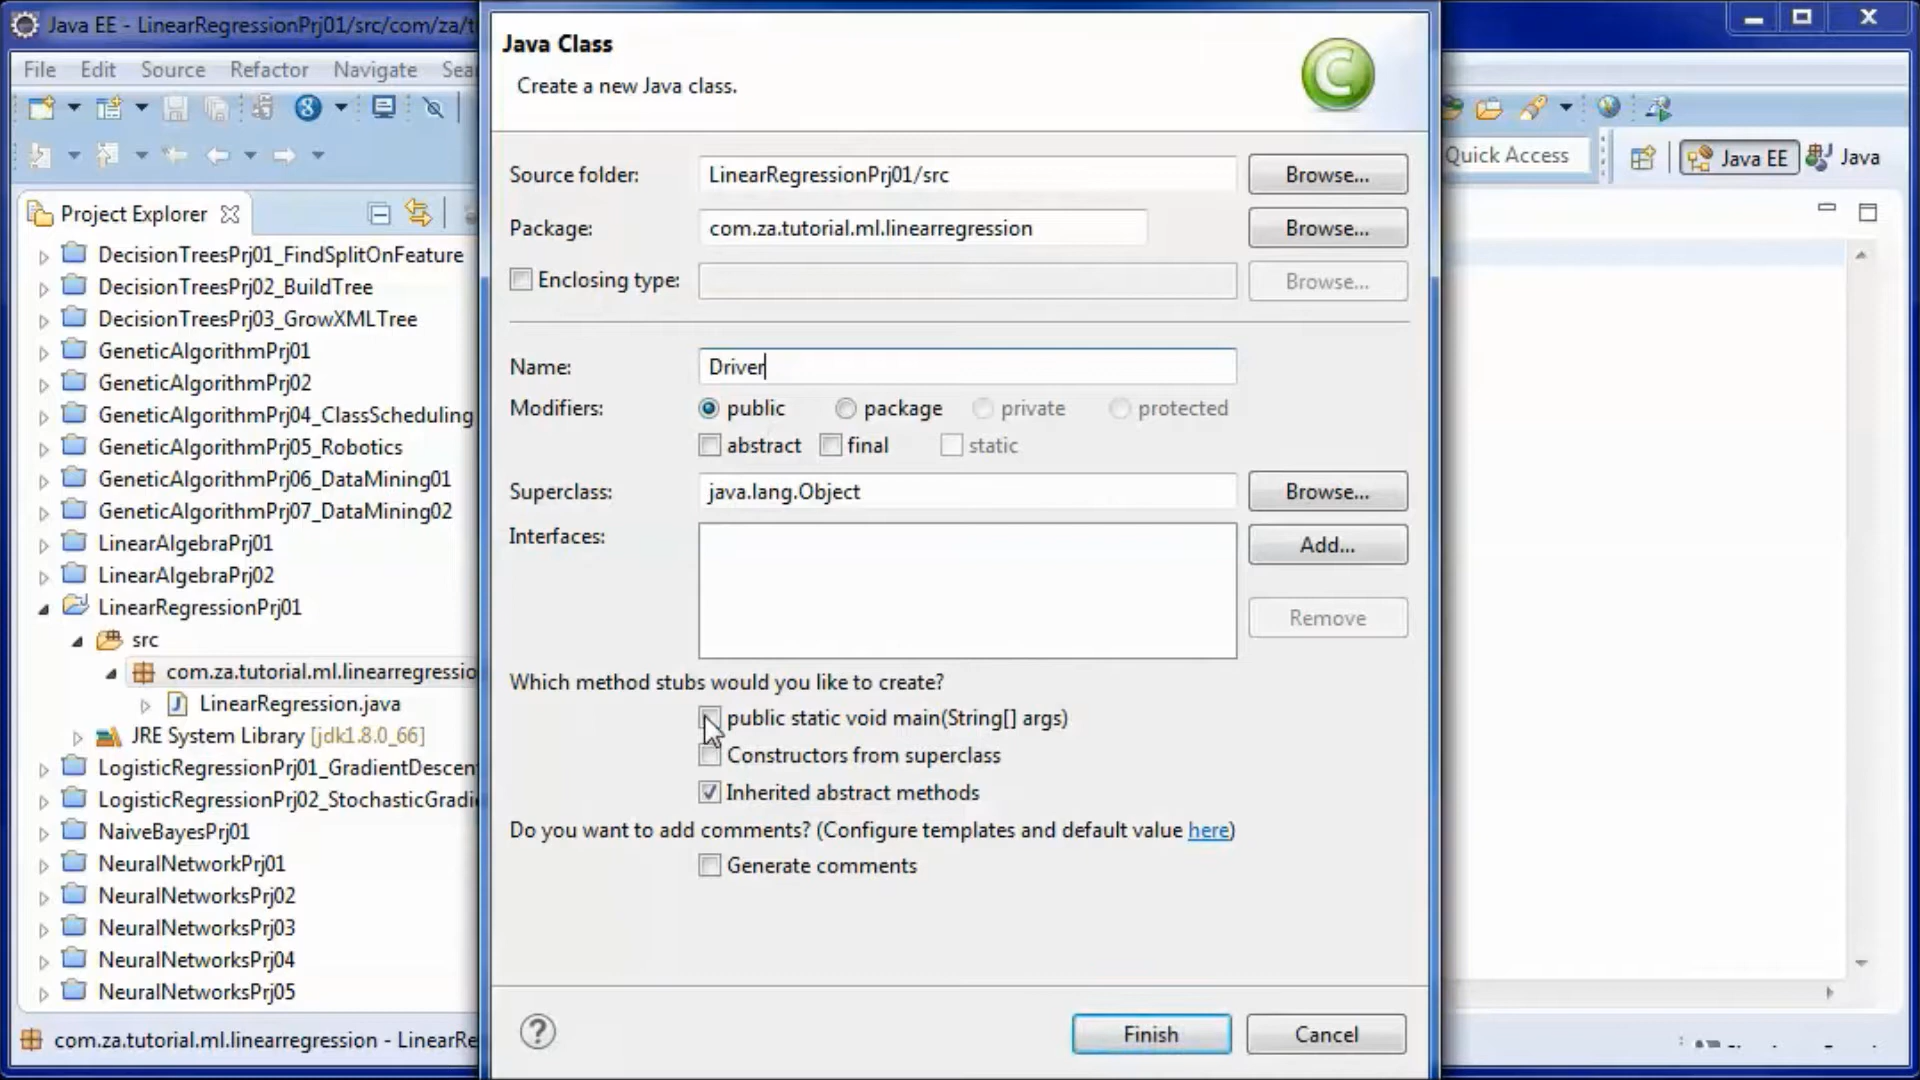 Java EE - LinearRegressionPrj01/src/com/za/t
File Edit Source Refactor Navigate Sea
8
Quick Access
Java EE
Java
Project Explorer
DecisionTreesPrj01_FindSplitOnFeature
DecisionTreesPrj02_BuildTree
DecisionTreesPrj03_GrowXMLTree
GeneticAlgorithmPrj01
GeneticAlgorithmPrj02
GeneticAlgorithmPrj04_ClassScheduling
GeneticAlgorithmPrj05_Robotics
GeneticAlgorithmPrj06_DataMining01
GeneticAlgorithmPrj07_DataMining02
LinearAlgebraPrj01
LinearAlgebraPrj02
LinearRegressionPrj01
src
com.za.tutorial.ml.linearregressio
LinearRegression.java
JRE System Library [jdk1.8.0_66]
LogisticRegressionPrj01_GradientDescen
LogisticRegressionPrj02_StochasticGradi
NaiveBayesPrj01
NeuralNetworkPrj01
NeuralNetworksPrj02
NeuralNetworksPrj03
NeuralNetworksPrj04
NeuralNetworksPrj05
com.za.tutorial.ml.linearregression - LinearRe
Java Class
Create a new Java class.
C
Source folder: LinearRegressionPrj01/src Browse...
Package: com.za.tutorial.ml.linearregression Browse...
Enclosing type: Browse...
Name: Driver
Modifiers: public package private protected
abstract final static
Superclass: java.lang.Object Browse...
Interfaces: Add...
Remove
Which method stubs would you like to create?
public static void main(String[] args)
Constructors from superclass
Inherited abstract methods
Do you want to add comments? (Configure templates and default value here)
Generate comments
? Finish Cancel